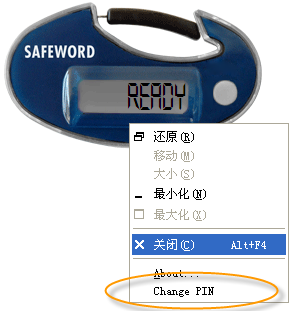 SAFEWORD
READY
还原(R)
移动(M)
大小(S)
最小化(N)
最大化(X)
关闭(C) Alt+F4
About...
Change PIN